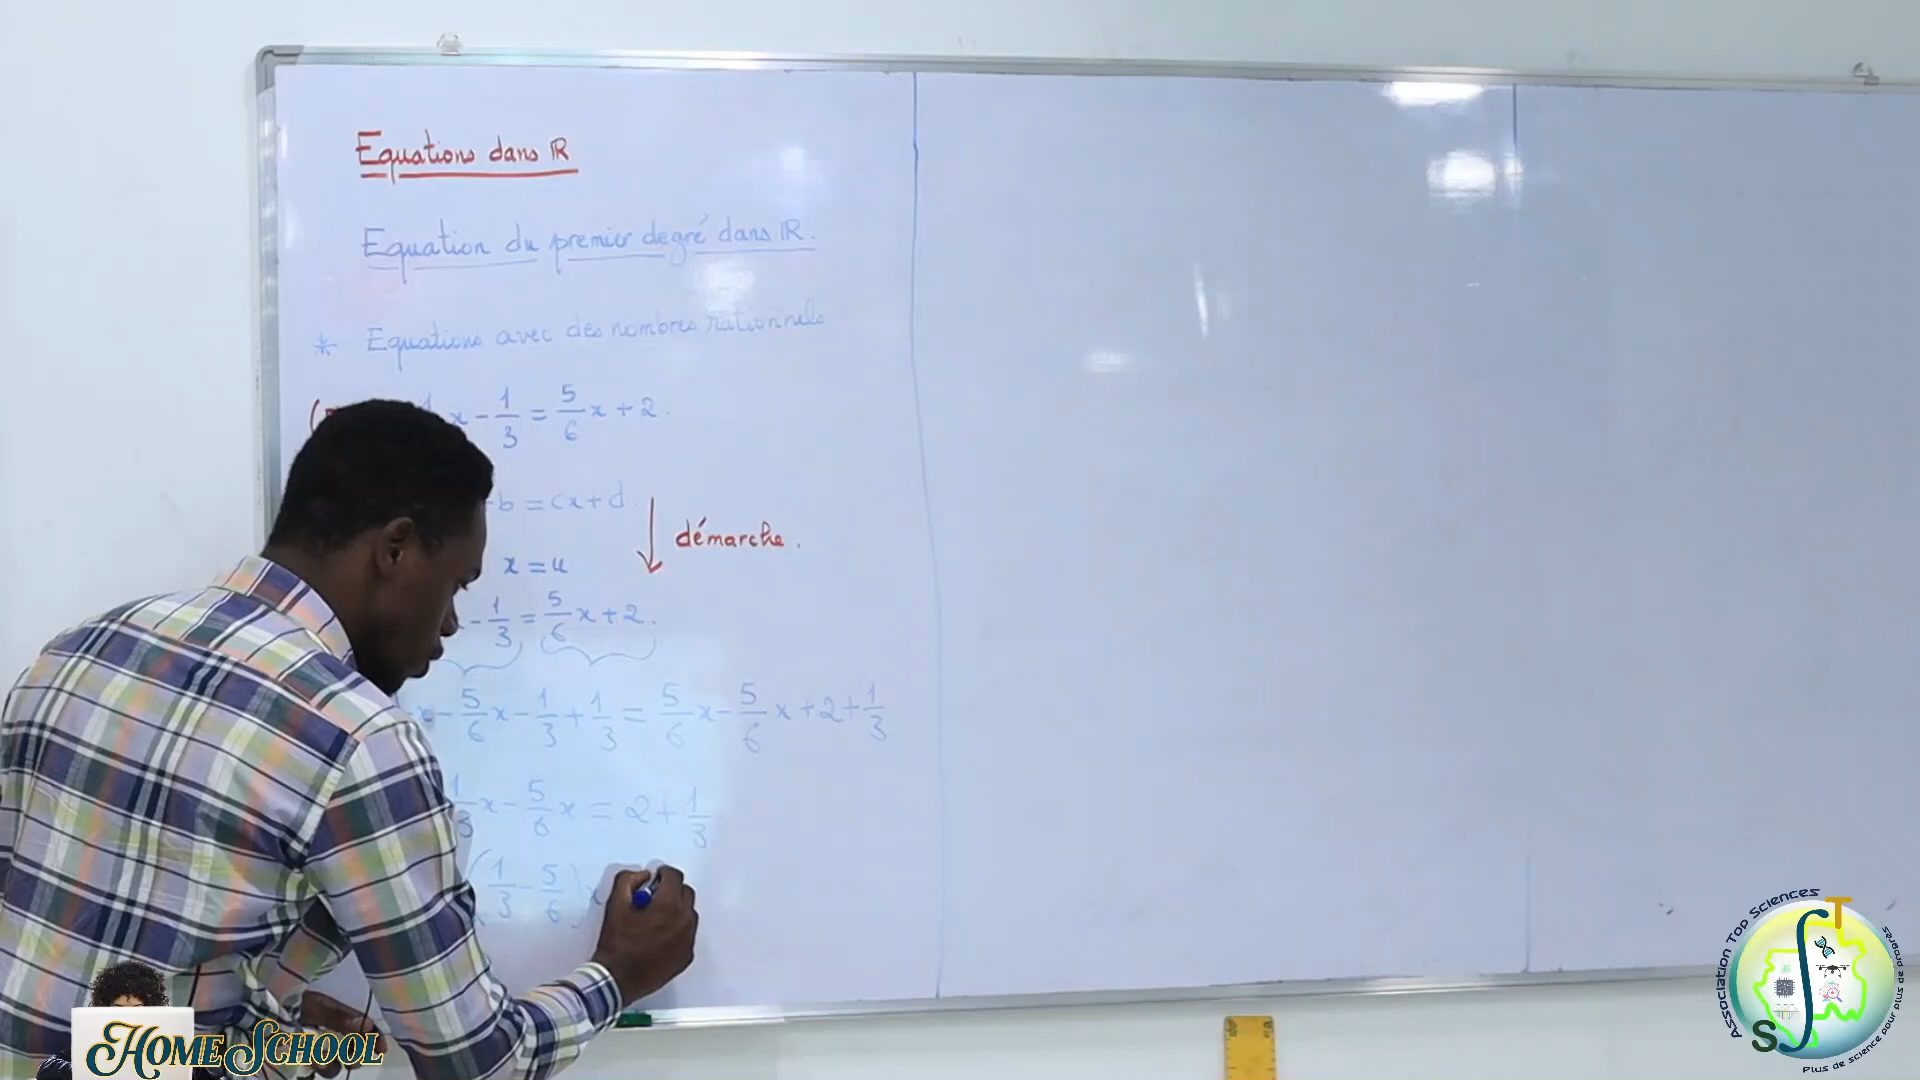 Equations dans ℝ
Equation du premier degré dans ℝ.
* Equations avec des nombres rationnels
x - 1/3 = 5/6 x + 2.
b = cx + d
démarche.
x = u
- 1/3 = 5/6 x + 2.
x - 5/6 x - 1/3 + 1/3 = 5/6 x - 5/6 x + 2 + 1/3
1/3 x - 5/6 x = 2 + 1/3
(1/3 - 5/6) x
HOME SCHOOL
Association Top Sciences
S T
Plus de science pour plus de progrès